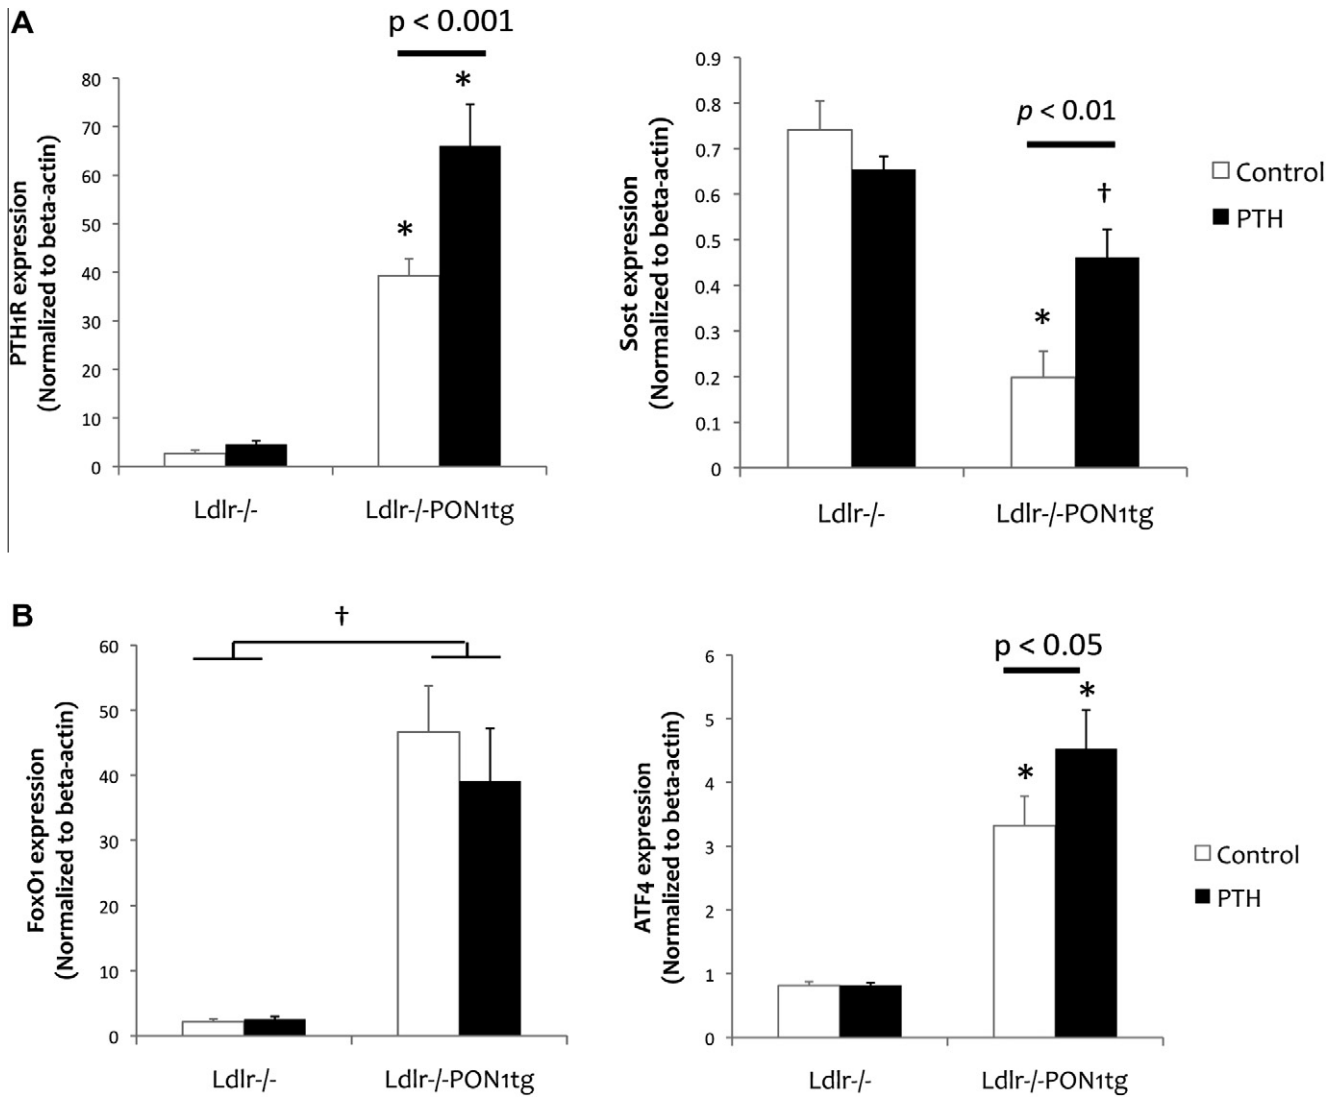 A
p < 0.001
*
*
80
70
60
50
40
30
20
10
0
PTH1R expression
(Normalized to beta-actin)
Ldlr-/-
Ldlr-/-PON1tg
p < 0.01
†
*
0.9
0.8
0.7
0.6
0.5
0.4
0.3
0.2
0.1
0
Sost expression
(Normalized to beta-actin)
Ldlr-/-
Ldlr-/-PON1tg
Control
PTH
B
†
60
50
40
30
20
10
0
FoxO1 expression
(Normalized to beta-actin)
Ldlr-/-
Ldlr-/-PON1tg
p < 0.05
*
*
6
5
4
3
2
1
0
ATF4 expression
(Normalized to beta-actin)
Ldlr-/-
Ldlr-/-PON1tg
Control
PTH